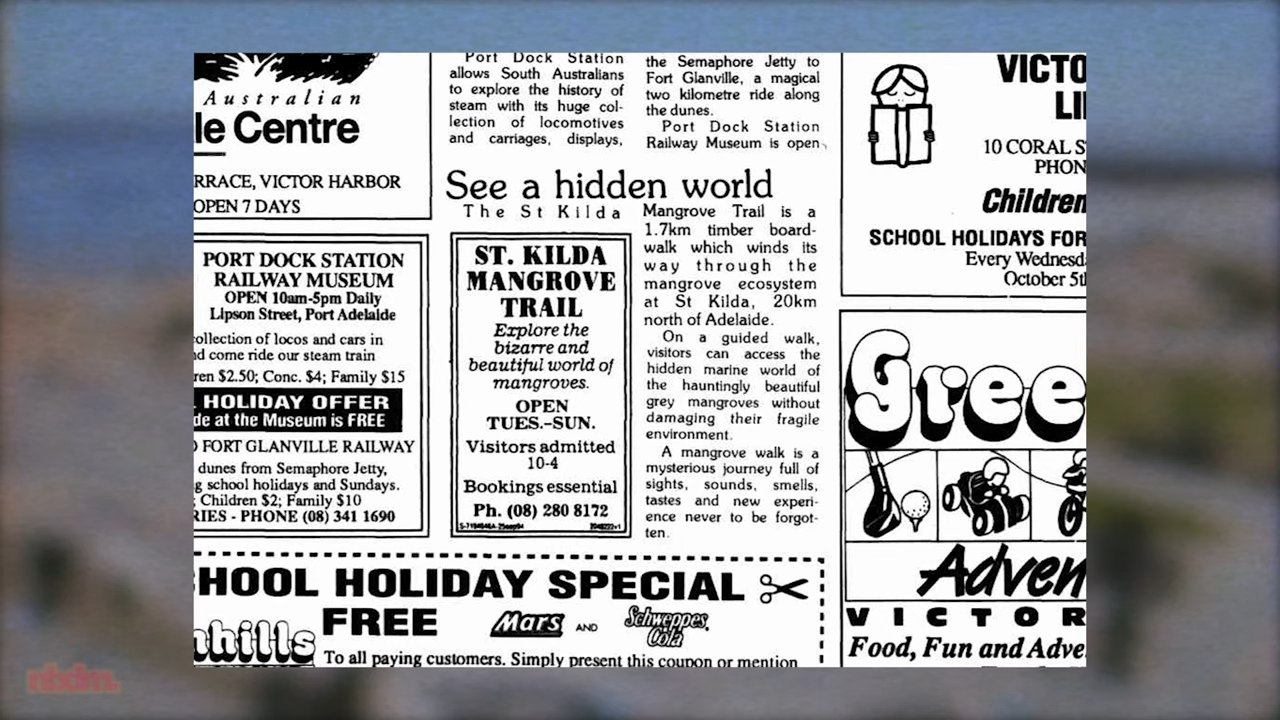 Australian
le Centre
RRACE, VICTOR HARBOR
OPEN 7 DAYS
PORT DOCK STATION
RAILWAY MUSEUM
OPEN 10am-5pm Daily
Lipson Street, Port Adelaide
ollection of locos and cars in
d come ride our steam train
ren $2.50; Conc. $4; Family $15
HOLIDAY OFFER
de at the Museum is FREE
FORT GLANVILLE RAILWAY
dunes from Semaphore Jetty,
g school holidays and Sundays.
Children $2; Family $10
RIES - PHONE (08) 341 1690
Port Dock Station
allows South Australians
to explore the history of
steam with its huge col-
lection of locomotives
and carriages, displays,
the Semaphore Jetty to
Fort Glanville, a magical
two kilometre ride along
the dunes.
Port Dock Station
Railway Museum is open
See a hidden world
The St Kilda
ST. KILDA
MANGROVE
TRAIL
Explore the
bizarre and
beautiful world of
mangroves.
OPEN
TUES.-SUN.
Visitors admitted
10-4
Bookings essential
Ph. (08) 280 8172
Mangrove Trail is a
1.7km timber board-
walk which winds its
way through the
mangrove ecosystem
at St Kilda, 20km
north of Adelaide.
On a guided walk,
visitors can access the
hidden marine world of
the hauntingly beautiful
grey mangroves without
damaging their fragile
environment.
A mangrove walk is a
mysterious journey full of
sights, sounds, smells,
tastes and new experi-
ence never to be forgot-
ten.
VICTO
LI
10 CORAL S
PHON
Children
SCHOOL HOLIDAYS FOR
Every Wednesd
October 5t
Gree
Adven
VICTOR
Food, Fun and Adve
HOOL HOLIDAY SPECIAL
FREE Mars AND Schweppes Cola
hills
To all paying customers. Simply present this coupon or mention